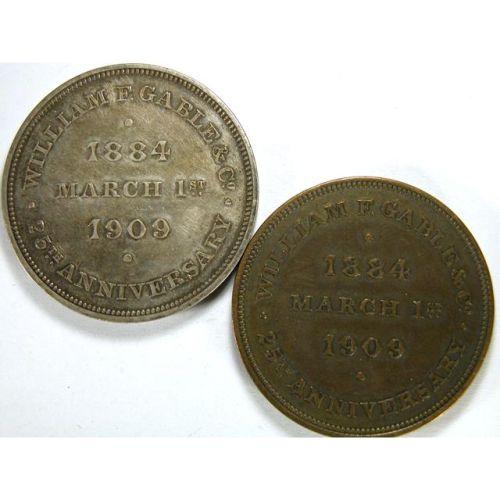 WILLIAM F. GABLE & Co.
1884
MARCH 1ST
1909
25TH ANNIVERSARY
WILLIAM F. GABLE & Co.
1884
MARCH 1ST
1909
25TH ANNIVERSARY